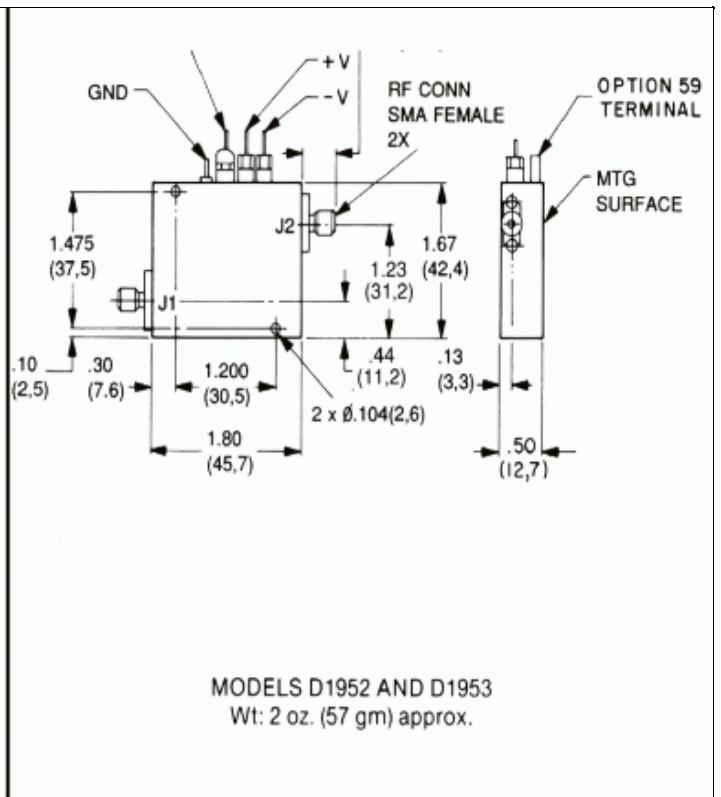 +V
GND
-V
RF CONN
SMA FEMALE
2X
OPTION 59
TERMINAL
MTG
SURFACE
J2
1.475
(37,5)
1.67
(42,4)
1.23
(31,2)
J1
.10
(2,5)
.30
(7.6)
1.200
(30,5)
.44
(11,2)
.13
(3,3)
2 x Ø.104(2,6)
1.80
(45,7)
.50
(12,7)
MODELS D1952 AND D1953
Wt: 2 oz. (57 gm) approx.